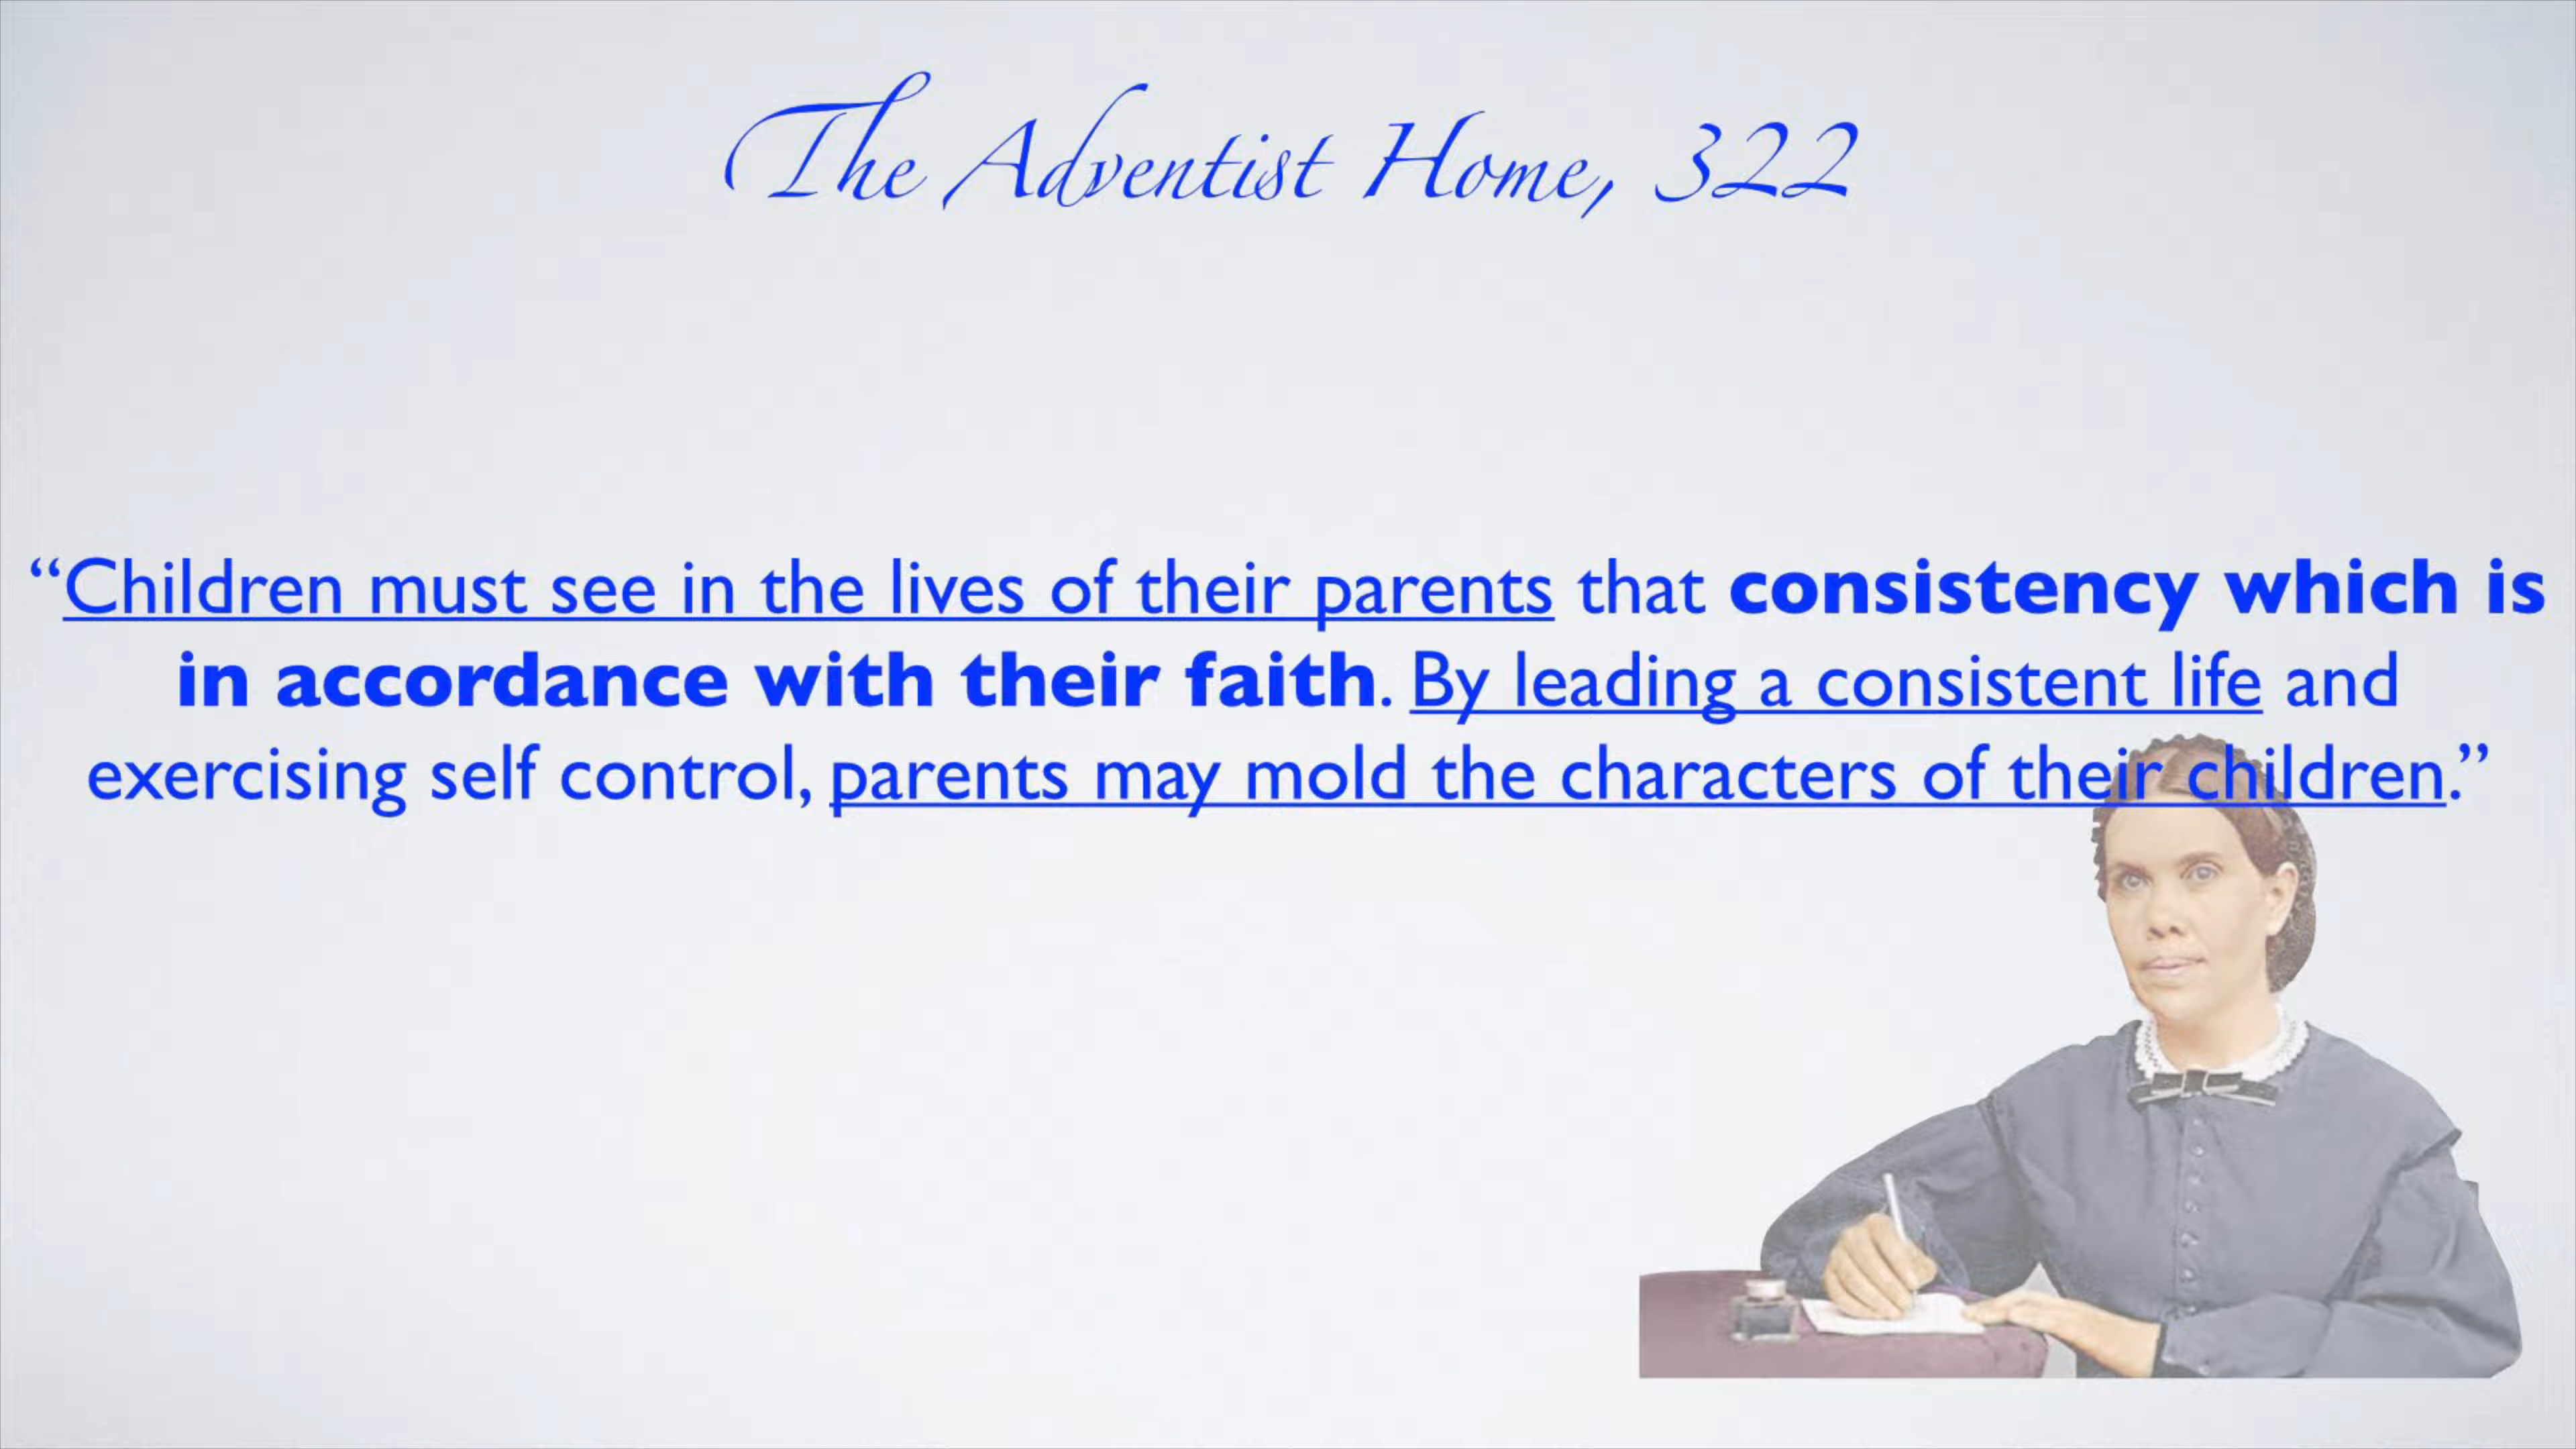 The Adventist Home, 322
“Children must see in the lives of their parents that consistency which is
in accordance with their faith. By leading a consistent life and
exercising self control, parents may mold the characters of their children.”